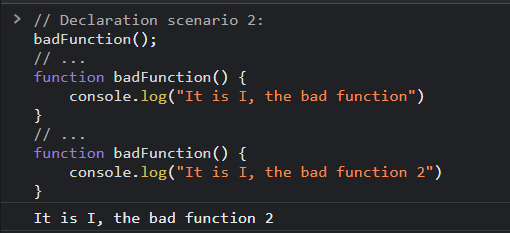 > // Declaration scenario 2:
badFunction();
// ...
function badFunction() {
    console.log("It is I, the bad function")
}
// ...
function badFunction() {
    console.log("It is I, the bad function 2")
}
It is I, the bad function 2